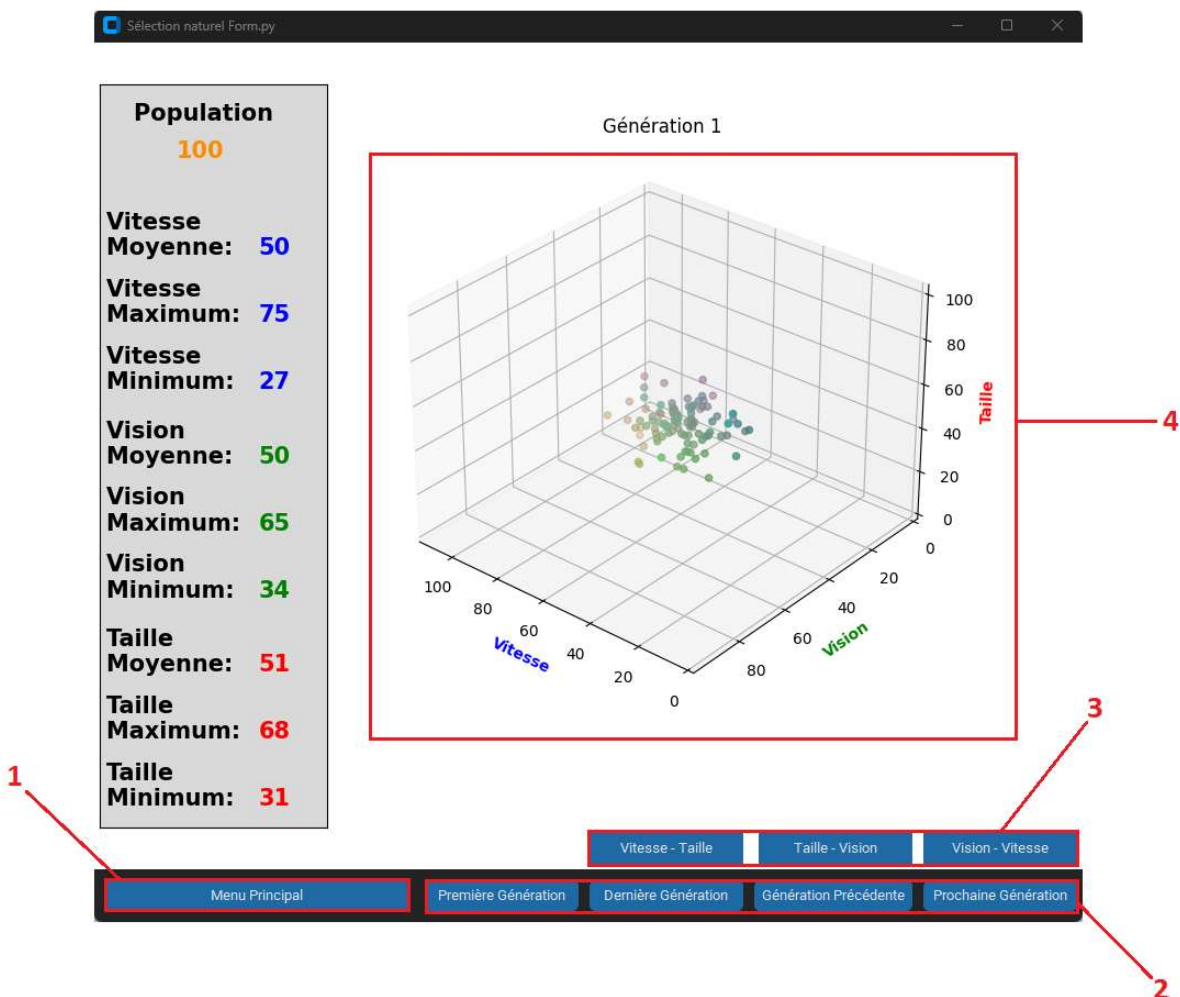 Sélection naturel Form.py
Population
100
Vitesse
Moyenne: 50
Vitesse
Maximum: 75
Vitesse
Minimum: 27
Vision
Moyenne: 50
Vision
Maximum: 65
Vision
Minimum: 34
Taille
Moyenne: 51
Taille
Maximum: 68
Taille
Minimum: 31
Génération 1
100
80
60
40
20
0
Taille
0
20
40
60
80
Vision
100
80
60
40
20
0
Vitesse
4
3
1
Vitesse - Taille
Taille - Vision
Vision - Vitesse
Menu Principal
Première Génération
Dernière Génération
Génération Précédente
Prochaine Génération
2